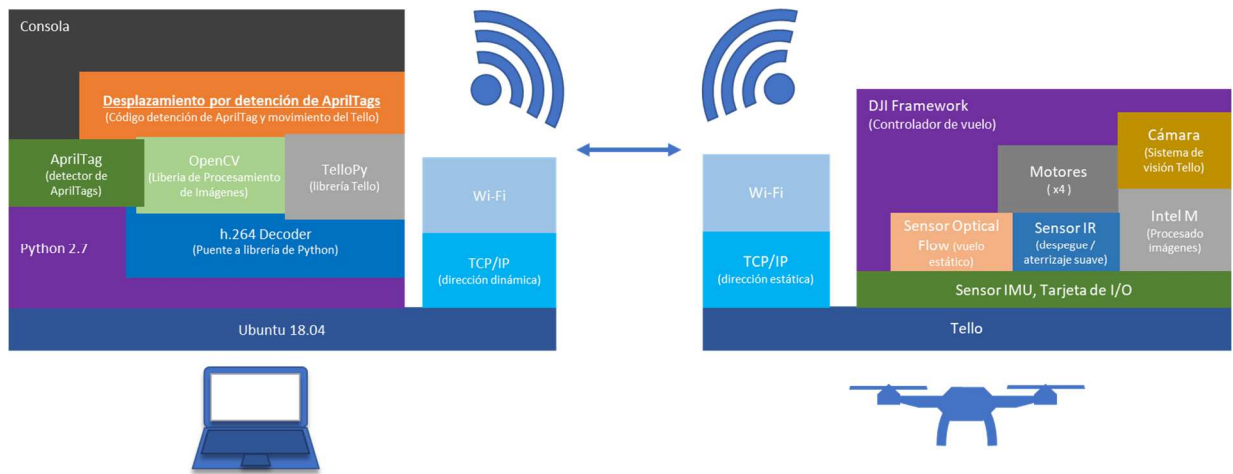 Consola
Desplazamiento por detención de AprilTags
(Código detención de AprilTag y movimiento del Tello)
AprilTag
(detector de
AprilTags)
OpenCV
(Libería de Procesamiento
de Imágenes)
TelloPy
(librería Tello)
Python 2.7
h.264 Decoder
(Puente a librería de Python)
Wi-Fi
TCP/IP
(dirección dinámica)
Ubuntu 18.04
Wi-Fi
TCP/IP
(dirección estática)
DJI Framework
(Controlador de vuelo)
Cámara
(Sistema de
visión Tello)
Motores
( x4 )
Intel M
(Procesado
imágenes)
Sensor Optical
Flow (vuelo
estático)
Sensor IR
(despegue /
aterrizaje suave)
Sensor IMU, Tarjeta de I/O
Tello